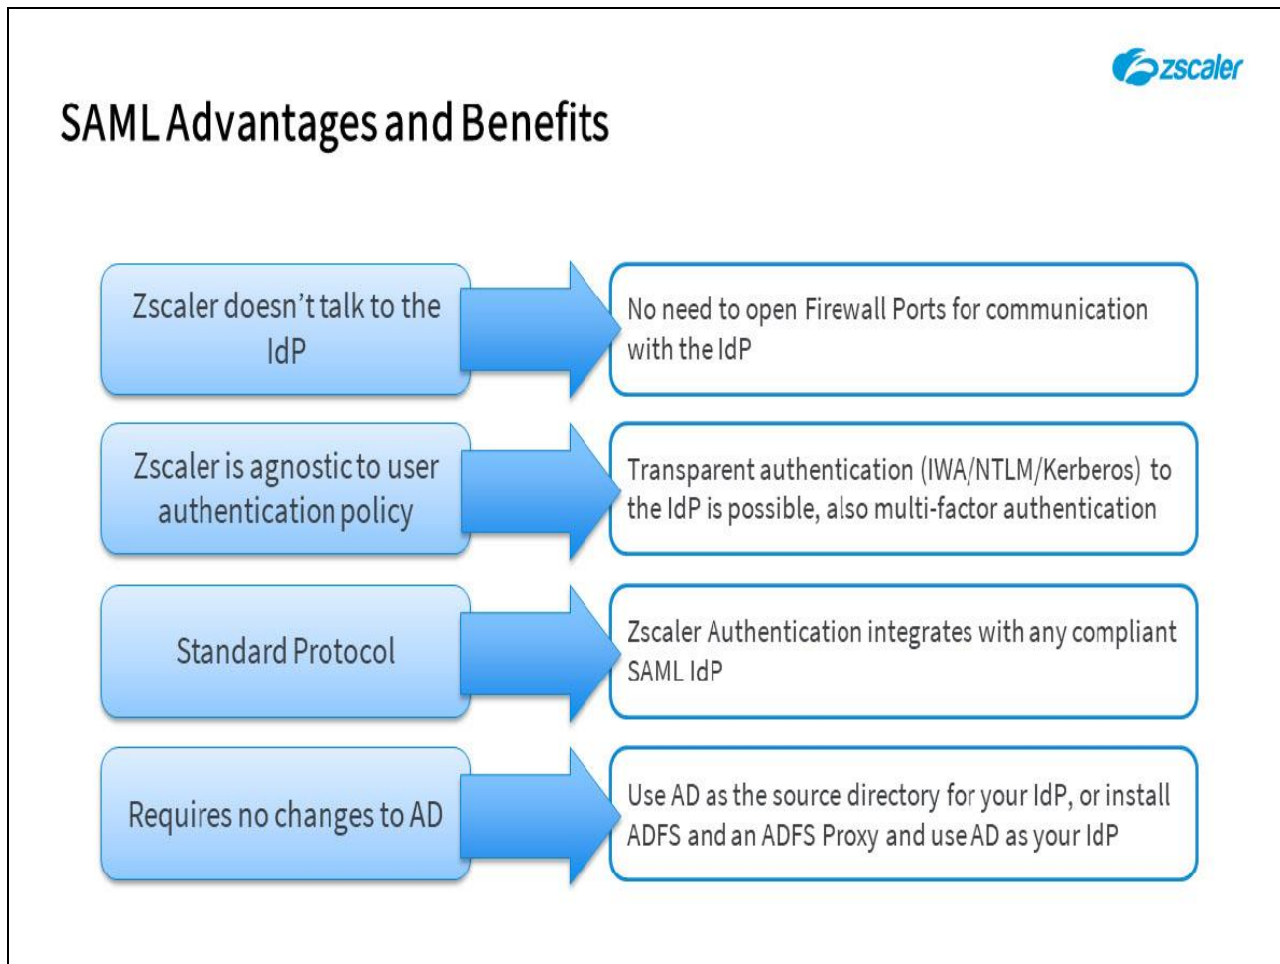 zscaler
SAML Advantages and Benefits
Zscaler doesn't talk to the
IdP
No need to open Firewall Ports for communication
with the IdP
Zscaler is agnostic to user
authentication policy
Transparent authentication (IWA/NTLM/Kerberos) to
the IdP is possible, also multi-factor authentication
Standard Protocol
Zscaler Authentication integrates with any compliant
SAML IdP
Requires no changes to AD
Use AD as the source directory for your IdP, or install
ADFS and an ADFS Proxy and use AD as your IdP